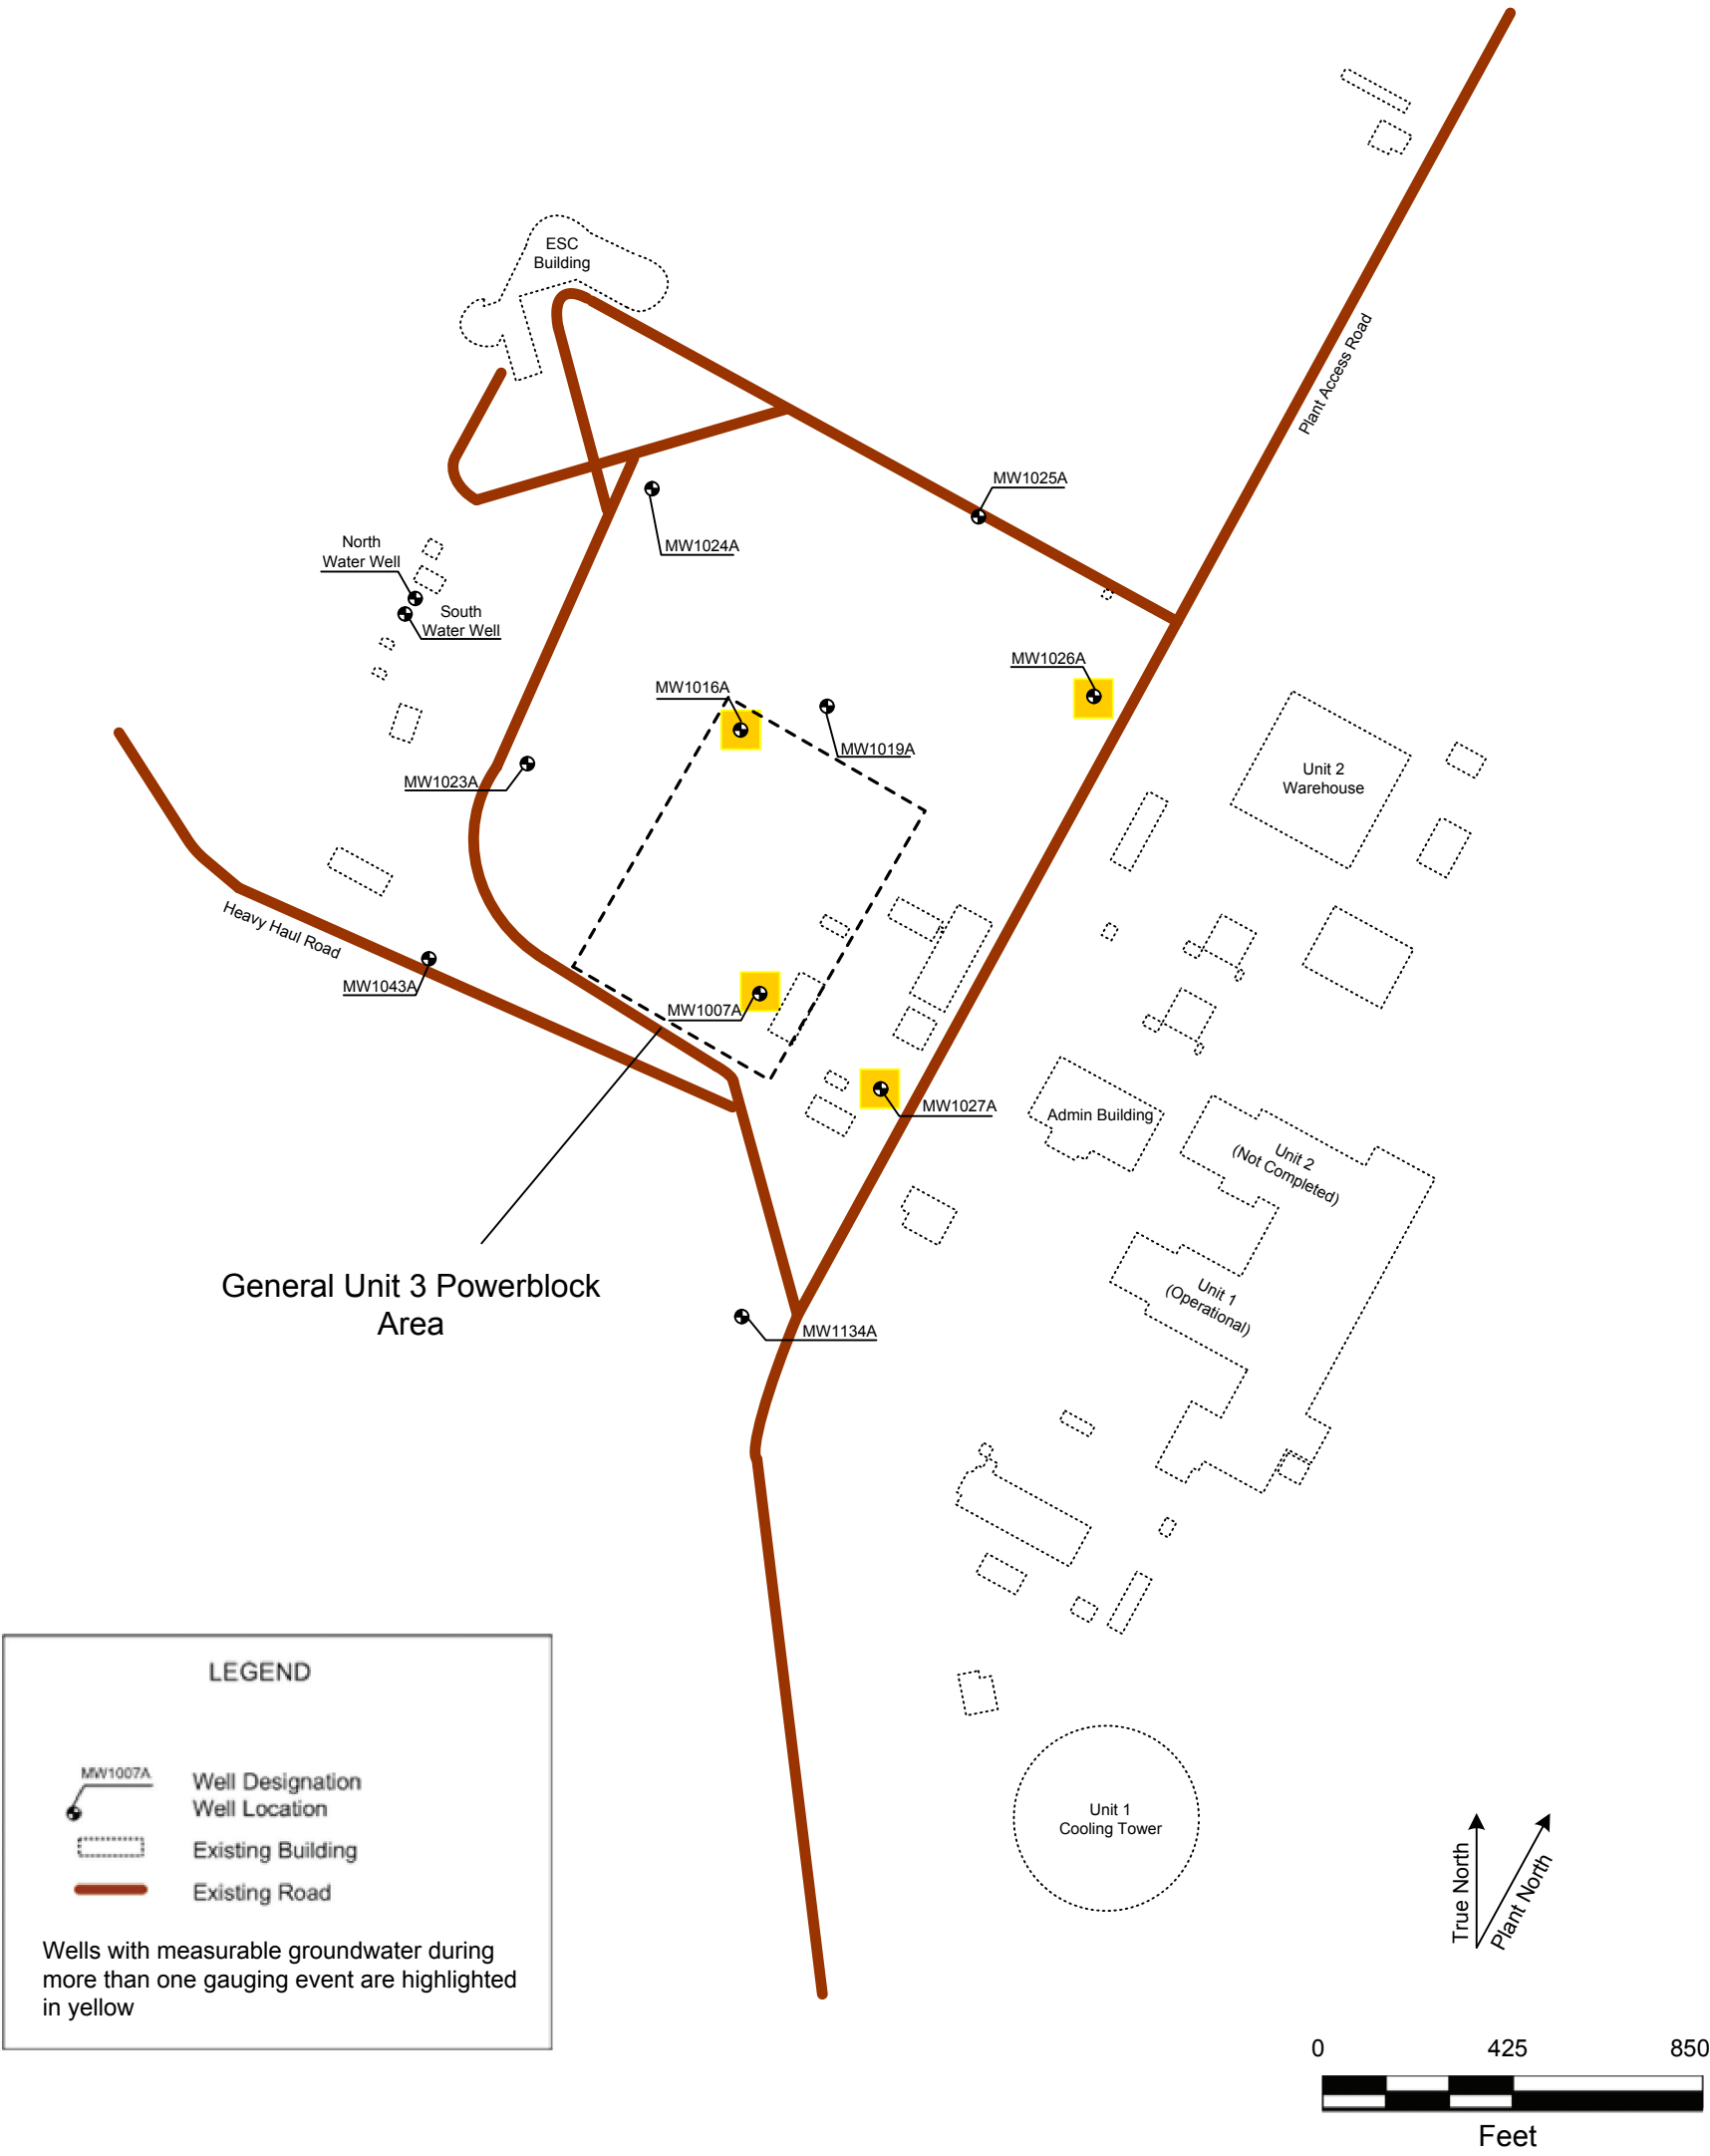 ESC
Building
Plant Access Road
MW1025A
MW1024A
North
Water Well
South
Water Well
MW1026A
MW1016A
MW1019A
MW1023A
Unit 2
Warehouse
Heavy Haul Road
MW1043A
MW1007A
MW1027A
Admin Building
Unit 2
(Not Completed)
Unit 1
(Operational)
General Unit 3 Powerblock
Area
MW1134A
LEGEND
MW1007A
Well Designation
Well Location
Existing Building
Existing Road
Wells with measurable groundwater during
more than one gauging event are highlighted
in yellow
Unit 1
Cooling Tower
True North
Plant North
0 425 850
Feet